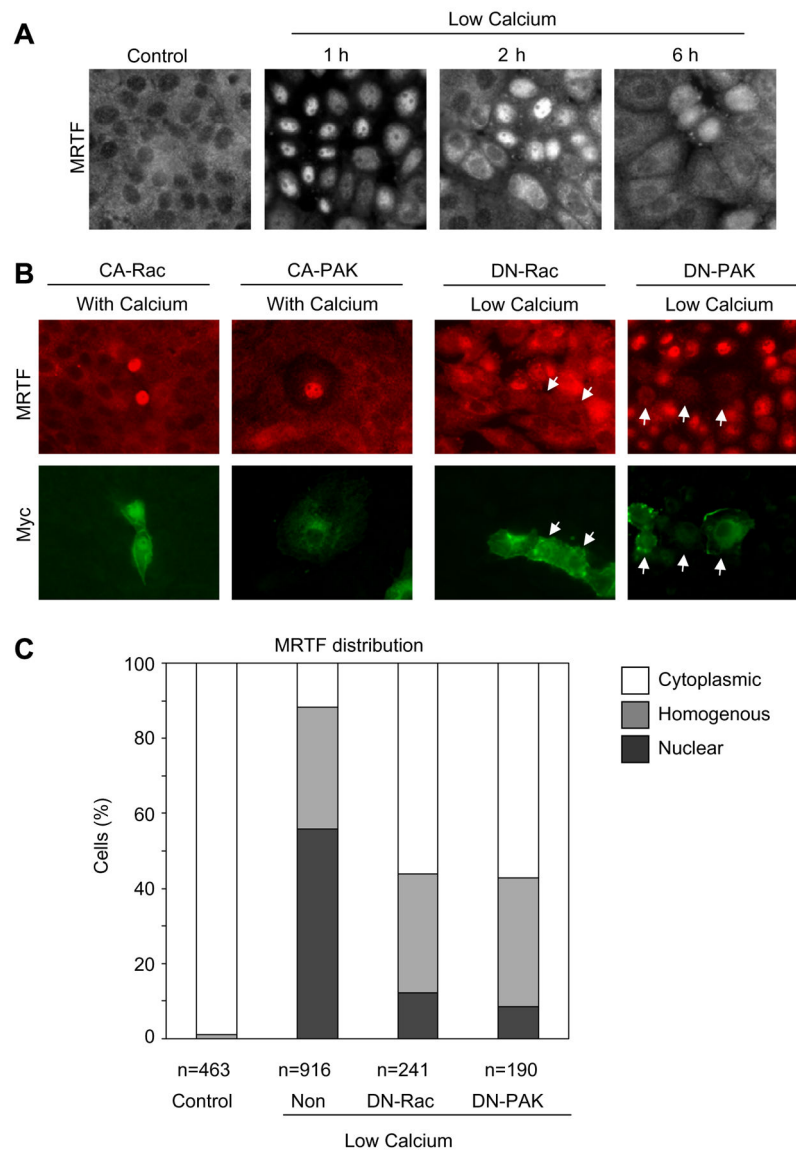 A
Low Calcium
Control
1 h
2 h
6 h
MRTF
B
CA-Rac
CA-PAK
DN-Rac
DN-PAK
With Calcium
With Calcium
Low Calcium
Low Calcium
MRTF
Myc
C
MRTF distribution
Cytoplasmic
Homogenous
Nuclear
Cells (%)
100
80
60
40
20
0
n=463
n=916
n=241
n=190
Control
Non
DN-Rac
DN-PAK
Low Calcium